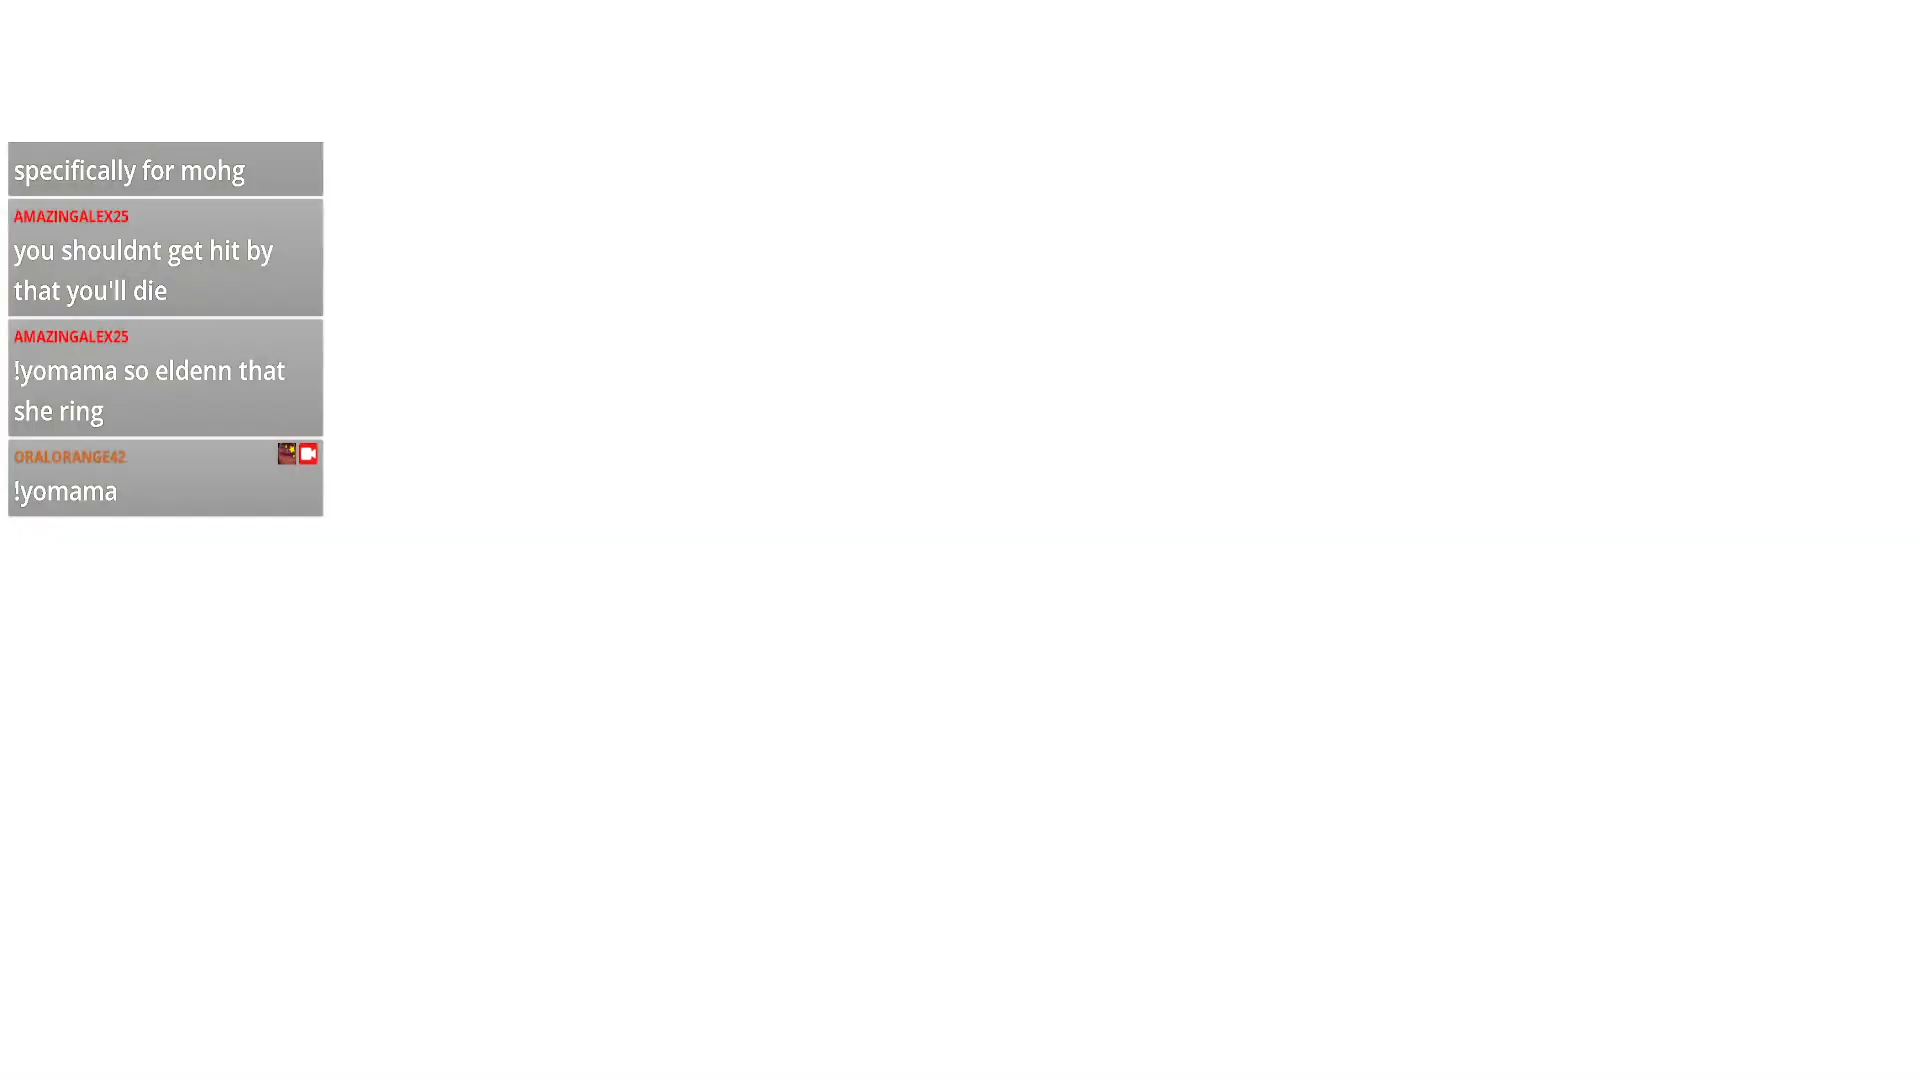 specifically for mohg
AMAZINGALEX25
you shouldnt get hit by
that you'll die
AMAZINGALEX25
!yomama so eldenn that
she ring
ORALORANGE42
!yomama